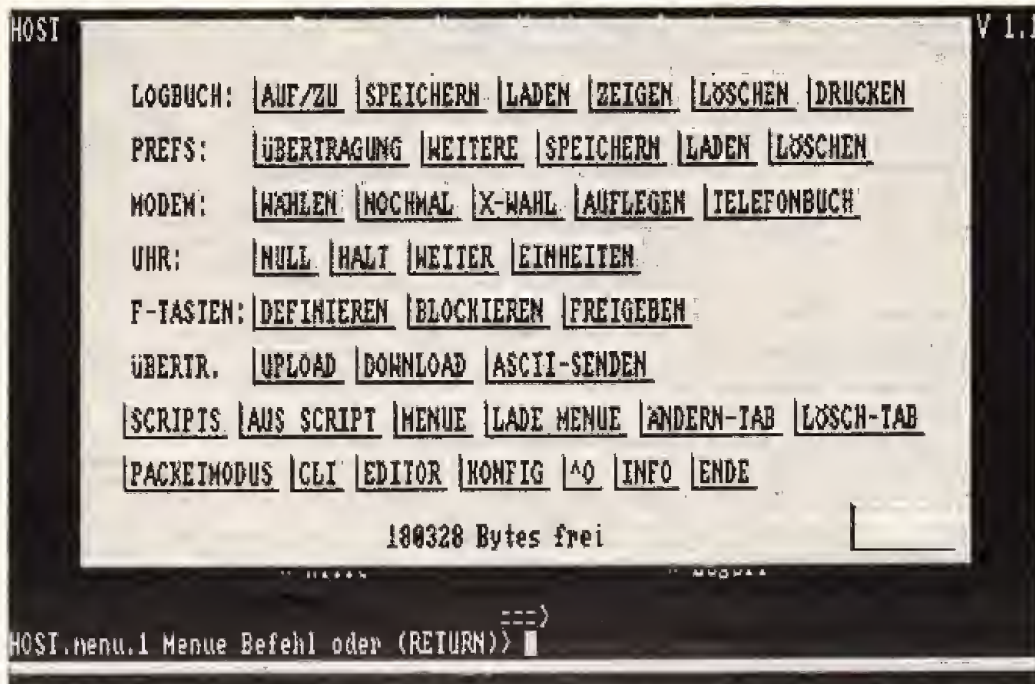 HOST
V 1.1
LOGBUCH: AUF/ZU SPEICHERN LADEN ZEIGEN LÖSCHEN DRUCKEN
PREFS: üBERTRAGUNG WEITERE SPEICHERN LADEN LÖSCHEN
MODEM: WÄHLEN NOCHMAL X-WAHL AUFLEGEN TELEFONBUCH
UHR: NULL HALT WEITER EINHEITEN
F-TASTEN: DEFINIEREN BLOCKIEREN FREIGEBEN
üBERTR. UPLOAD DOWNLOAD ASCII-SENDEN
SCRIPTS AUS SCRIPT MENUE LADE MENUE ÄNDERN-TAB LÖSCH-TAB
PACKETMODUS CLI EDITOR KONFIG ^O INFO ENDE
180328 Bytes frei
--->
HOST.menu.1 Menue Befehl oder (RETURN)>